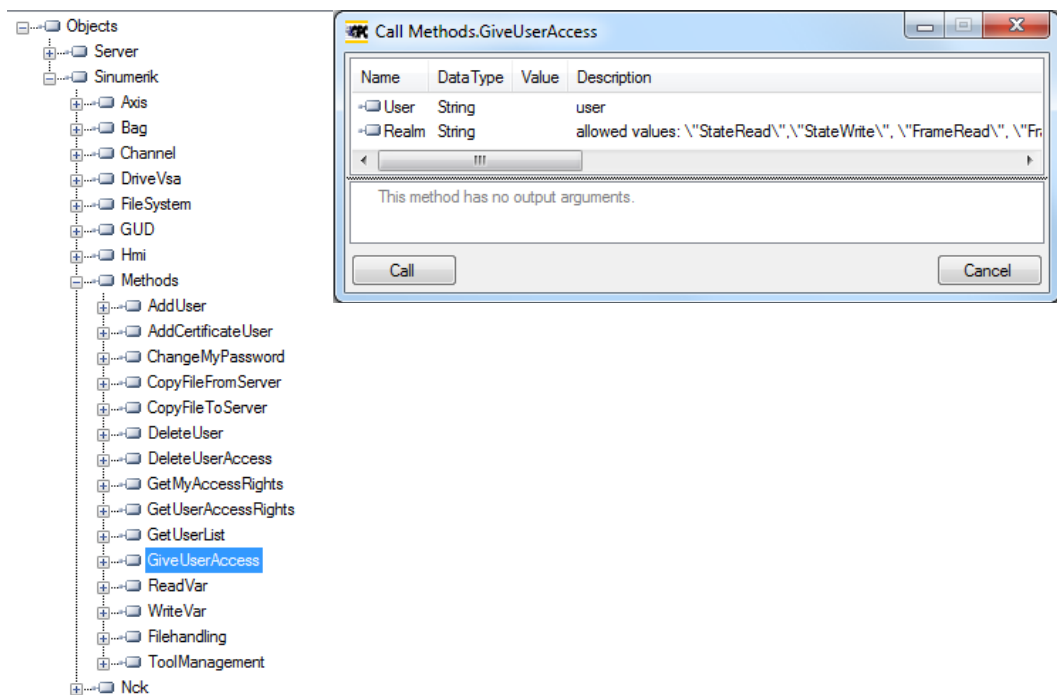 Objects
Server
Sinumerik
Axis
Bag
Channel
DriveVsa
FileSystem
GUD
Hmi
Methods
AddUser
AddCertificateUser
ChangeMyPassword
CopyFileFromServer
CopyFileToServer
DeleteUser
DeleteUserAccess
GetMyAccessRights
GetUserAccessRights
GetUserList
GiveUserAccess
ReadVar
WriteVar
Filehandling
ToolManagement
Nck
Call Methods.GiveUserAccess
Name DataType Value Description
User String user
Realm String allowed values: \"StateRead\",\"StateWrite\", \"FrameRead\", \"Fr
This method has no output arguments.
Call Cancel